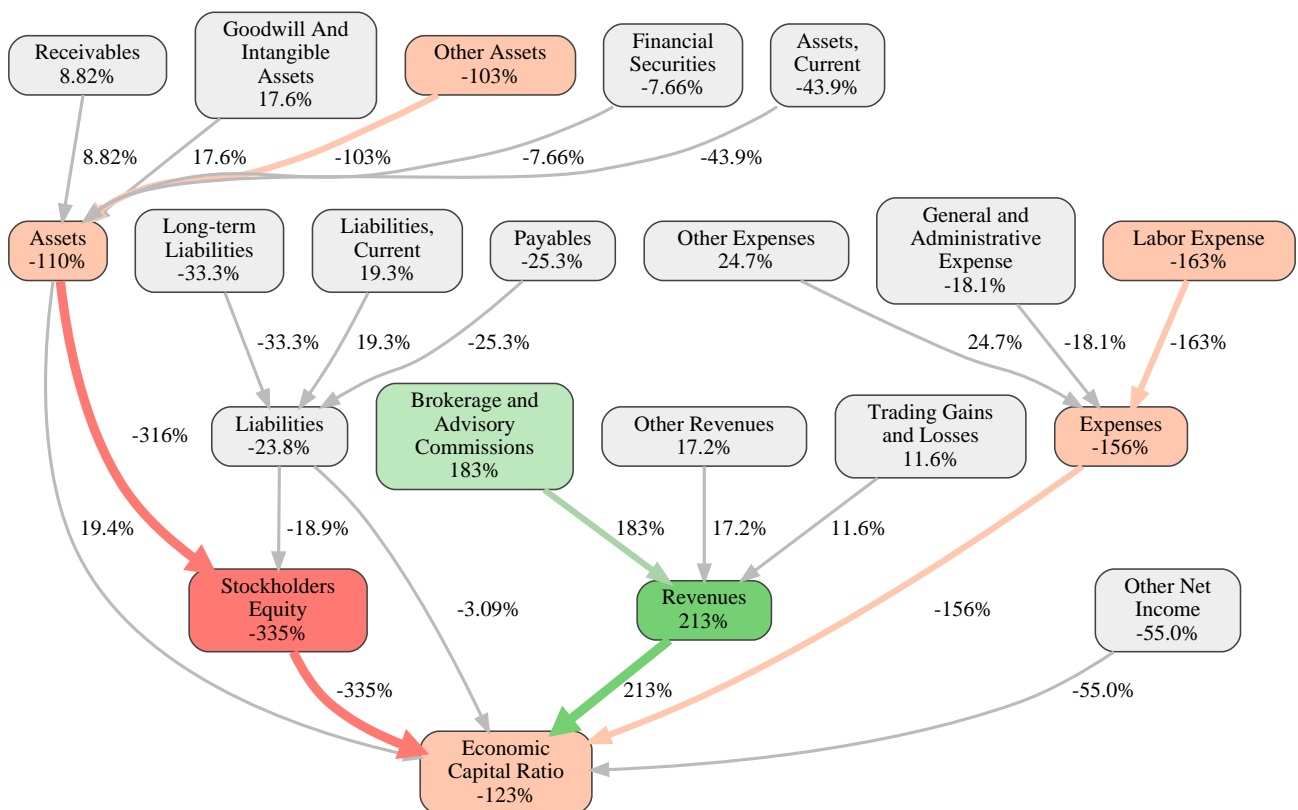 Receivables
8.82%
Goodwill And
Intangible
Assets
17.6%
Other Assets
-103%
Financial
Securities
-7.66%
Assets,
Current
-43.9%
8.82%
17.6%
-103%
-7.66%
-43.9%
Assets
-110%
Long-term
Liabilities
-33.3%
Liabilities,
Current
19.3%
Payables
-25.3%
Other Expenses
24.7%
General and
Administrative
Expense
-18.1%
Labor Expense
-163%
-33.3%
19.3%
-25.3%
24.7%
-18.1%
-163%
Liabilities
-23.8%
Brokerage and
Advisory
Commissions
183%
Other Revenues
17.2%
Trading Gains
and Losses
11.6%
Expenses
-156%
-316%
19.4%
-18.9%
183%
17.2%
11.6%
Stockholders
Equity
-335%
-3.09%
Revenues
213%
-156%
Other Net
Income
-55.0%
-335%
213%
-55.0%
Economic
Capital Ratio
-123%